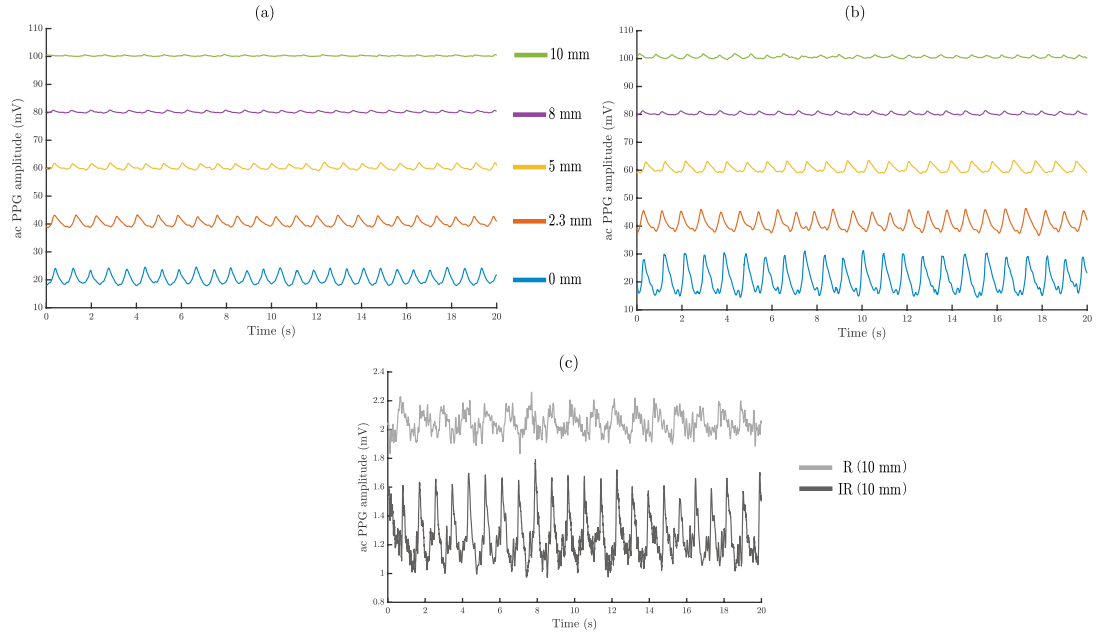 (a)
110
100
90
80
70
60
50
40
30
20
10
ac PPG amplitude (mV)
0 2 4 6 8 10 12 14 16 18 20
Time (s)
10 mm
8 mm
5 mm
2.3 mm
0 mm
(b)
110
100
90
80
70
60
50
40
30
20
10
ac PPG amplitude (mV)
0 2 4 6 8 10 12 14 16 18 20
Time (s)
(c)
2.4
2.2
2
1.8
1.6
1.4
1.2
1
0.8
ac PPG amplitude (mV)
0 2 4 6 8 10 12 14 16 18 20
Time (s)
R (10 mm)
IR (10 mm)